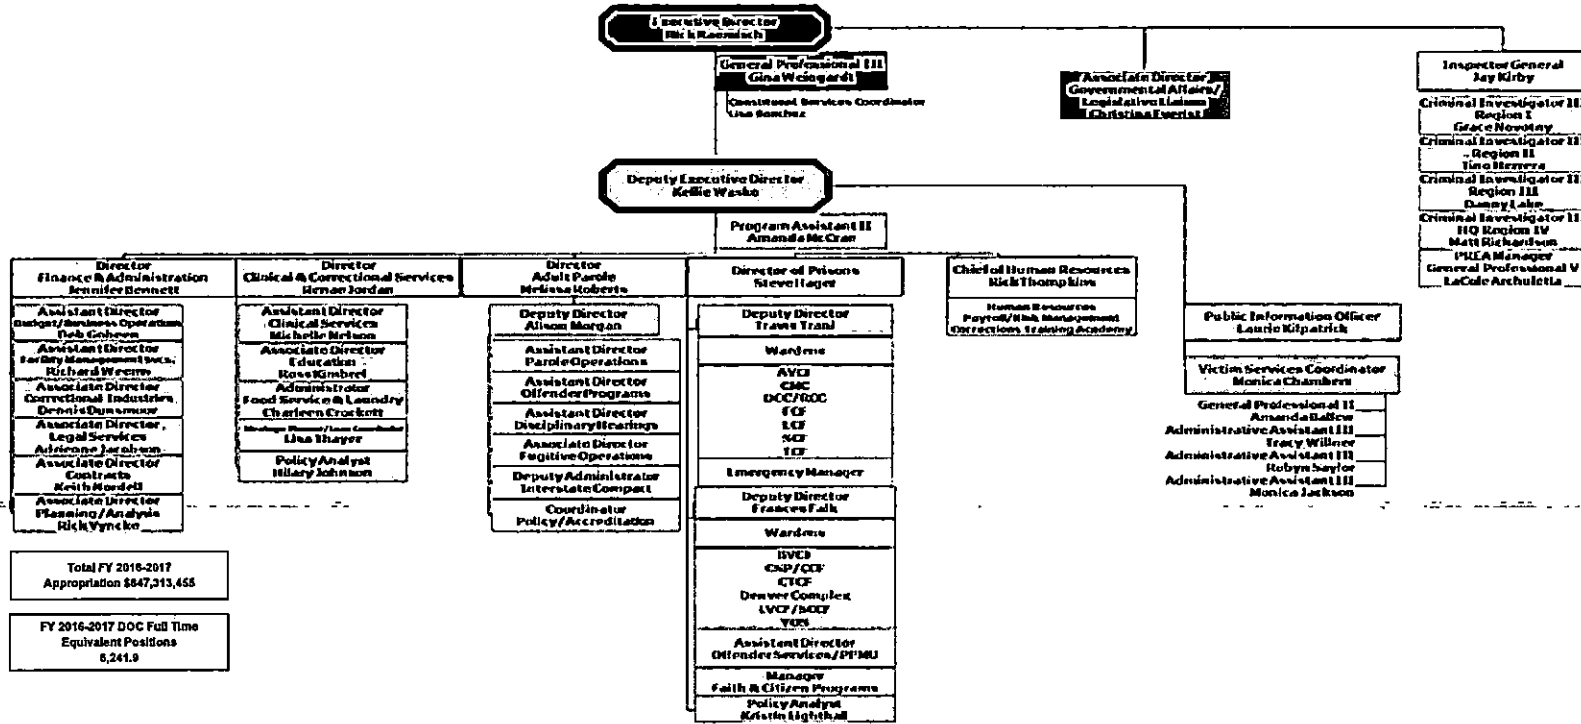 Executive Director
Rick Raemisch
General Professional III
Gina Weingardt
Constituent Services Coordinator
Lisa Sanchez
Associate Director
Governmental Affairs/
Legislative Liaison
Christina Everist
Inspector General
Jay Kirby
Criminal Investigator III
Region I
Grace Novotny
Criminal Investigator III
Region II
Tino Herrera
Criminal Investigator III
Region III
Danny Lake
Criminal Investigator III
HQ Region IV
Matt Richardson
PREA Manager
General Professional V
LaCole Archuletta
Deputy Executive Director
Kellie Wasko
Program Assistant II
Amanda McCran
Director
Finance & Administration
Jennifer Bennett
Assistant Director
Budget/Business Operations
Deb Goheen
Assistant Director
Facility Management Svcs.
Richard Weems
Associate Director
Correctional Industries
Dennis Dunsmoor
Associate Director,
Legal Services
Adrienne Jacobson
Associate Director
Contracts
Keith Nordell
Associate Director
Planning/Analysis
Rick Vyncke
Director
Clinical & Correctional Services
Renae Jordan
Assistant Director
Clinical Services
Michelle Nelson
Associate Director
Education
Ross Kimbrel
Administrator
Food Service & Laundry
Charleen Crockett
Lisa Thayer
Policy Analyst
Hilary Johnson
Director
Adult Parole
Melissa Roberts
Deputy Director
Alison Morgan
Assistant Director
Parole Operations
Assistant Director
Offender Programs
Assistant Director
Disciplinary Hearings
Associate Director
Fugitive Operations
Deputy Administrator
Interstate Compact
Coordinator
Policy/Accreditation
Director of Prisons
Steve Hager
Deputy Director
Travis Trani
Wardens
AVCF
CMC
FCF
LCF
SCF
TCF
Emergency Manager
Deputy Director
Frances Falk
Wardens
BVCF
CSP/CCF
CTCF
Denver Complex
YOS
Assistant Director
Offender Services/PPMU
Manager
Faith & Citizen Programs
Policy Analyst
Kristin Lighthall
Chief of Human Resources
Rick Thompkins
Human Resources
Payroll/Risk Management
Corrections Training Academy
Public Information Officer
Laurie Kilpatrick
Victim Services Coordinator
Monica Chambers
General Professional II
Amanda Ballew
Administrative Assistant III
Tracy Willner
Administrative Assistant III
Robyn Saylor
Administrative Assistant III
Monica Jackson
Total FY 2016-2017
Appropriation $847,313,455
FY 2016-2017 DOC Full Time
Equivalent Positions
6,241.9